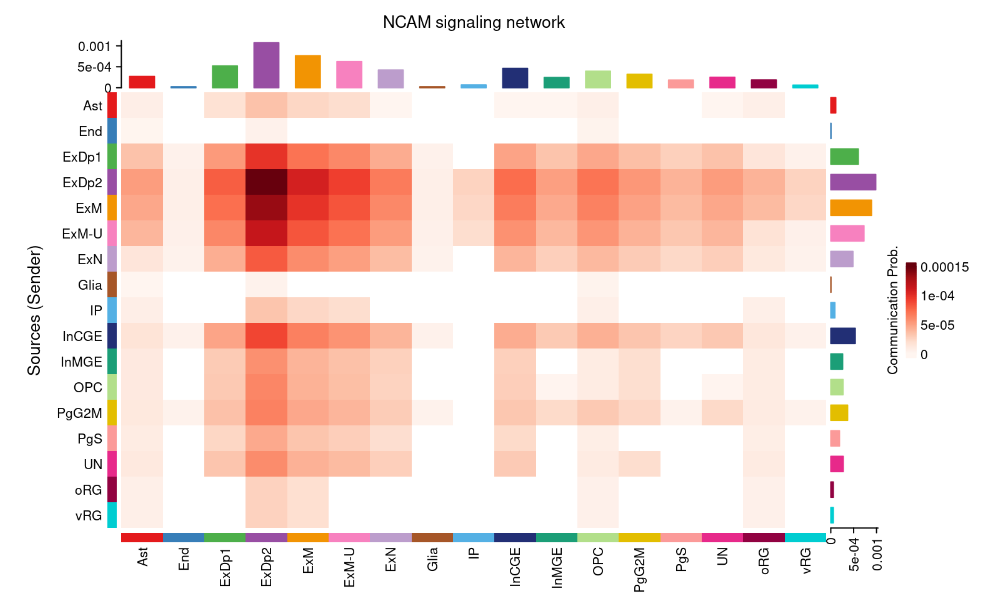 NCAM signaling network
0.001
5e-04
0
Ast
End
ExDp1
ExDp2
ExM
ExM-U
ExN
Glia
IP
InCGE
InMGE
OPC
PgG2M
PgS
UN
oRG
vRG
Sources (Sender)
Communication Prob.
0.00015
1e-04
5e-05
0
0
5e-04
0.001
Ast
End
ExDp1
ExDp2
ExM
ExM-U
ExN
Glia
IP
InCGE
InMGE
OPC
PgG2M
PgS
UN
oRG
vRG